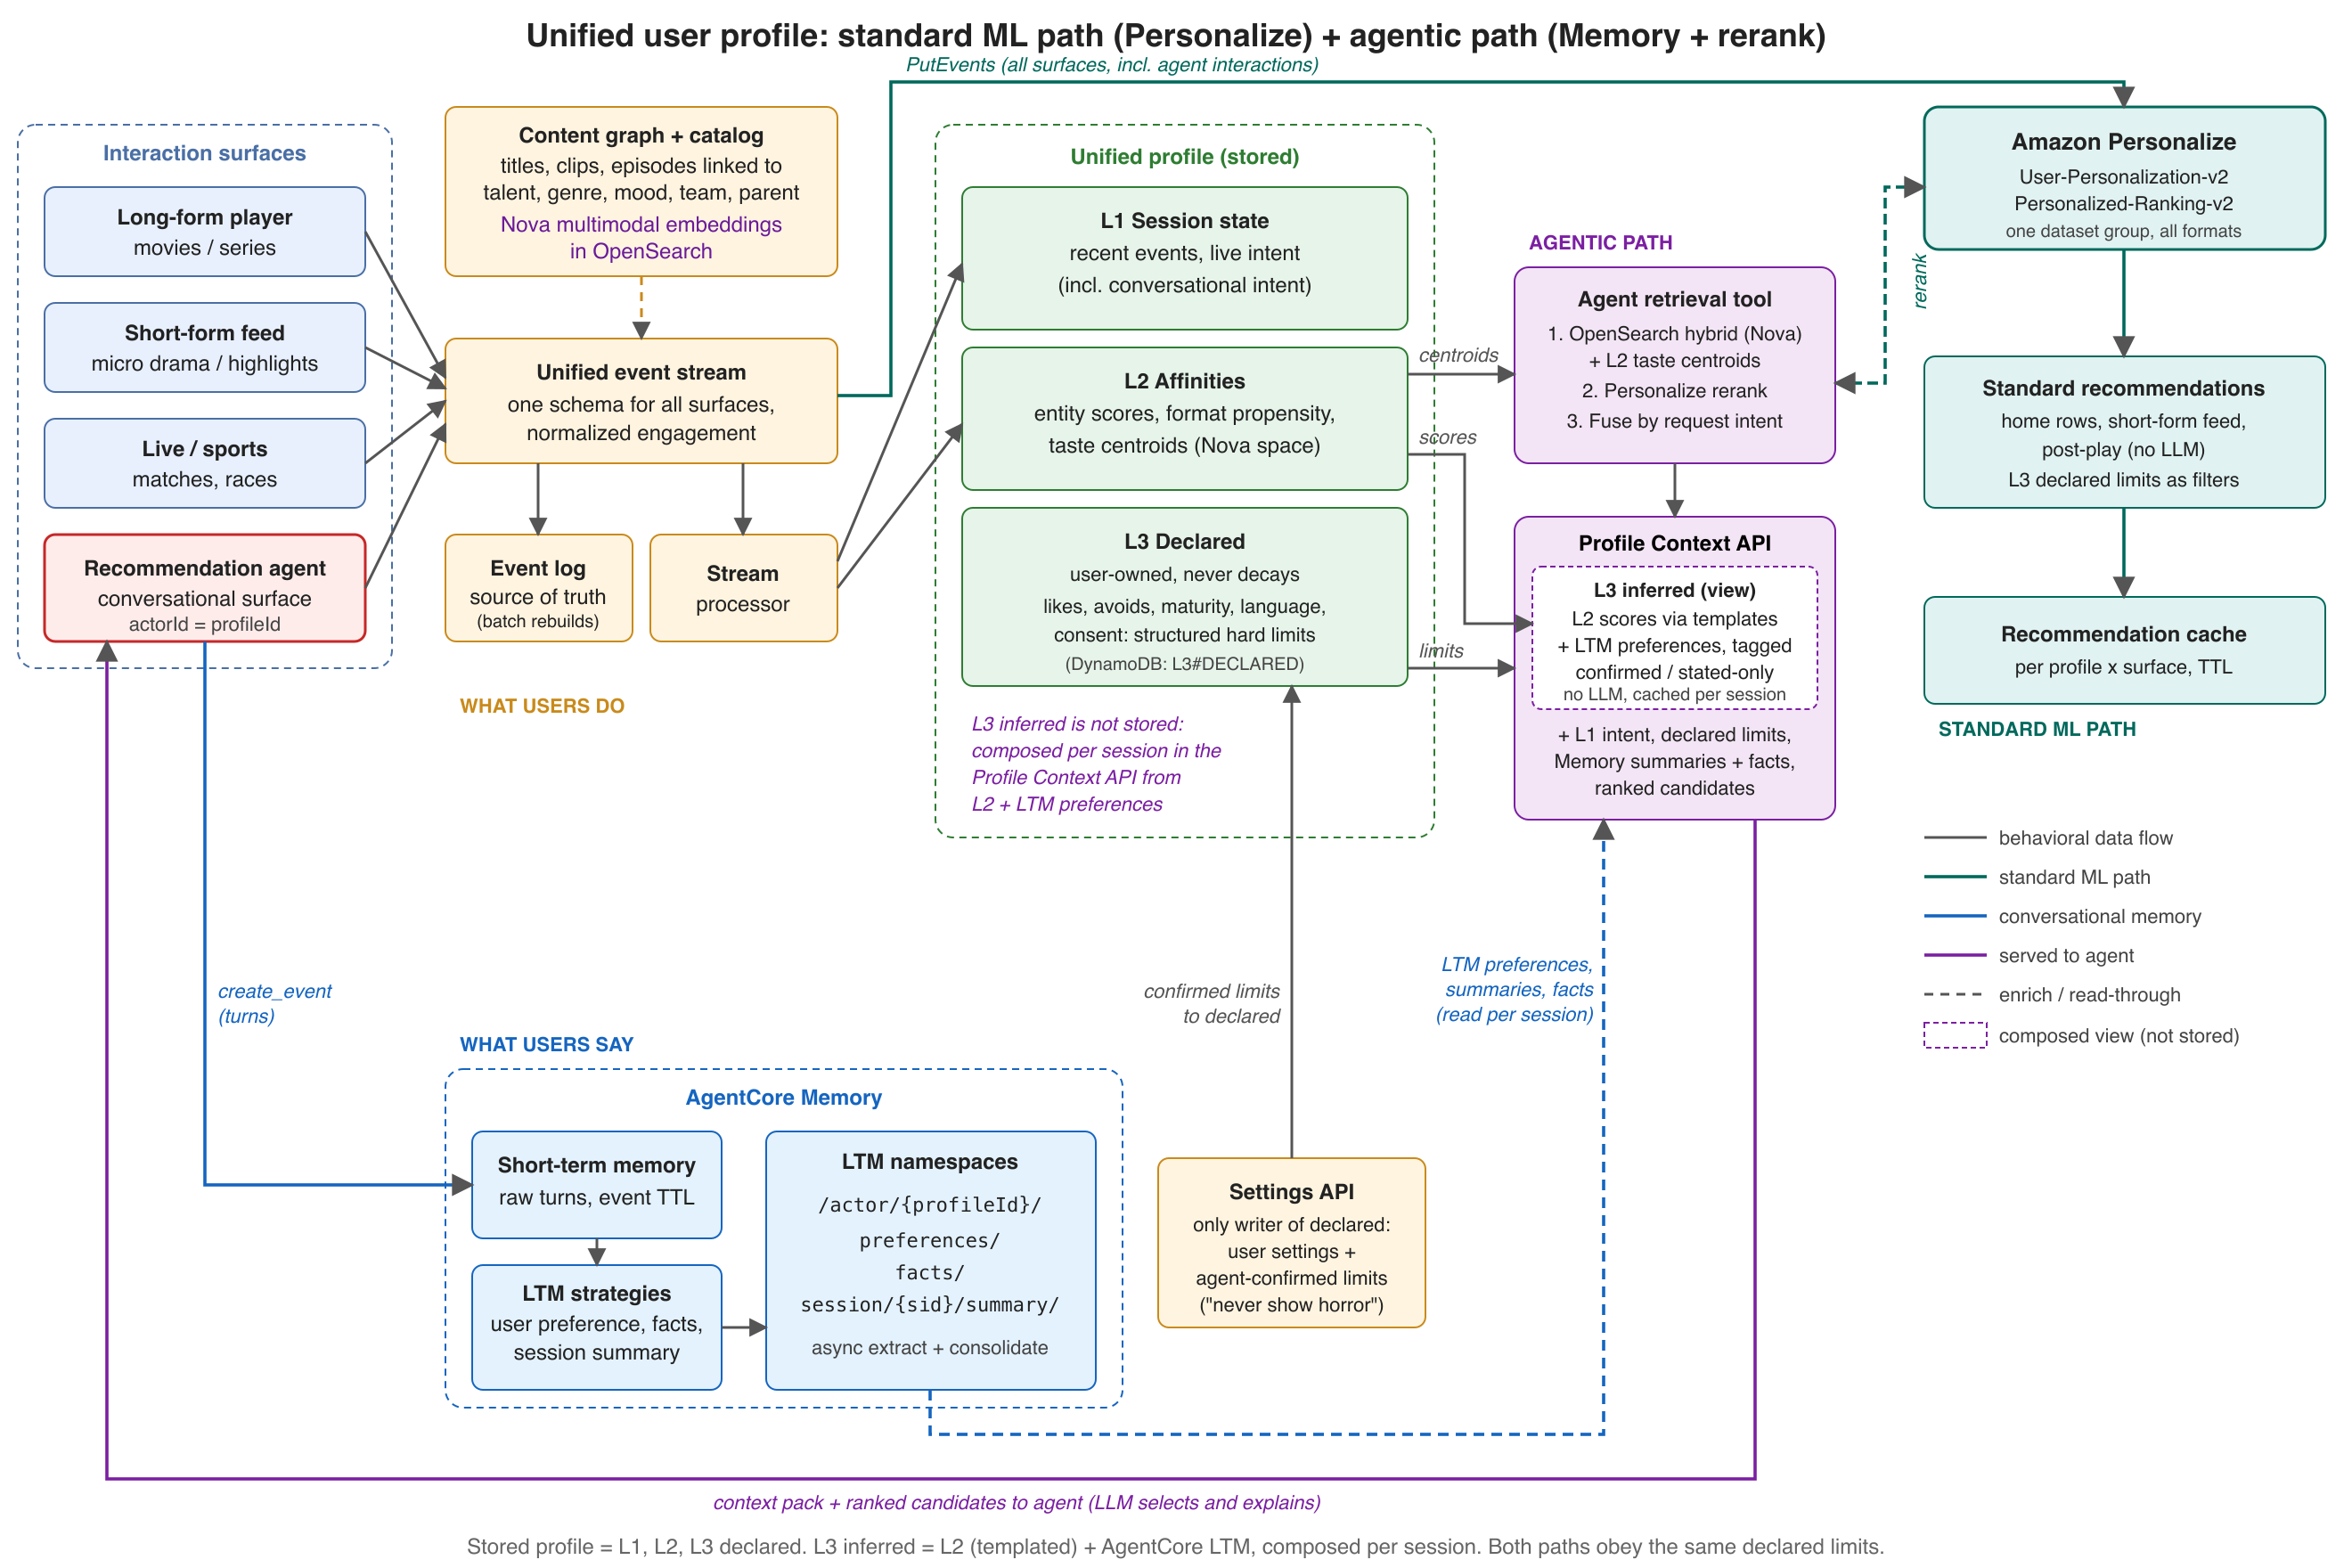 Unified user profile: standard ML path (Personalize) + agentic path (Memory + rerank)
PutEvents (all surfaces, incl. agent interactions)
Interaction surfaces
Long-form player
movies / series
Short-form feed
micro drama / highlights
Live / sports
matches, races
Recommendation agent
conversational surface
actorId = profileId
Content graph + catalog
titles, clips, episodes linked to
talent, genre, mood, team, parent
Nova multimodal embeddings
in OpenSearch
Unified event stream
one schema for all surfaces,
normalized engagement
Event log
source of truth
(batch rebuilds)
Stream
processor
WHAT USERS DO
Unified profile (stored)
L1 Session state
recent events, live intent
(incl. conversational intent)
L2 Affinities
entity scores, format propensity,
taste centroids (Nova space)
L3 Declared
user-owned, never decays
likes, avoids, maturity, language,
consent: structured hard limits
(DynamoDB: L3#DECLARED)
L3 inferred is not stored:
composed per session in the
Profile Context API from
L2 + LTM preferences
centroids
scores
limits
AGENTIC PATH
Agent retrieval tool
1. OpenSearch hybrid (Nova)
+ L2 taste centroids
2. Personalize rerank
3. Fuse by request intent
Profile Context API
L3 inferred (view)
L2 scores via templates
+ LTM preferences, tagged
confirmed / stated-only
no LLM, cached per session
+ L1 intent, declared limits,
Memory summaries + facts,
ranked candidates
rerank
Amazon Personalize
User-Personalization-v2
Personalized-Ranking-v2
one dataset group, all formats
Standard recommendations
home rows, short-form feed,
post-play (no LLM)
L3 declared limits as filters
Recommendation cache
per profile x surface, TTL
STANDARD ML PATH
behavioral data flow
standard ML path
conversational memory
served to agent
enrich / read-through
composed view (not stored)
create_event
(turns)
WHAT USERS SAY
AgentCore Memory
Short-term memory
raw turns, event TTL
LTM strategies
user preference, facts,
session summary
LTM namespaces
/actor/{profileId}/
preferences/
facts/
session/{sid}/summary/
async extract + consolidate
confirmed limits
to declared
Settings API
only writer of declared:
user settings +
agent-confirmed limits
("never show horror")
LTM preferences,
summaries, facts
(read per session)
context pack + ranked candidates to agent (LLM selects and explains)
Stored profile = L1, L2, L3 declared. L3 inferred = L2 (templated) + AgentCore LTM, composed per session. Both paths obey the same declared limits.